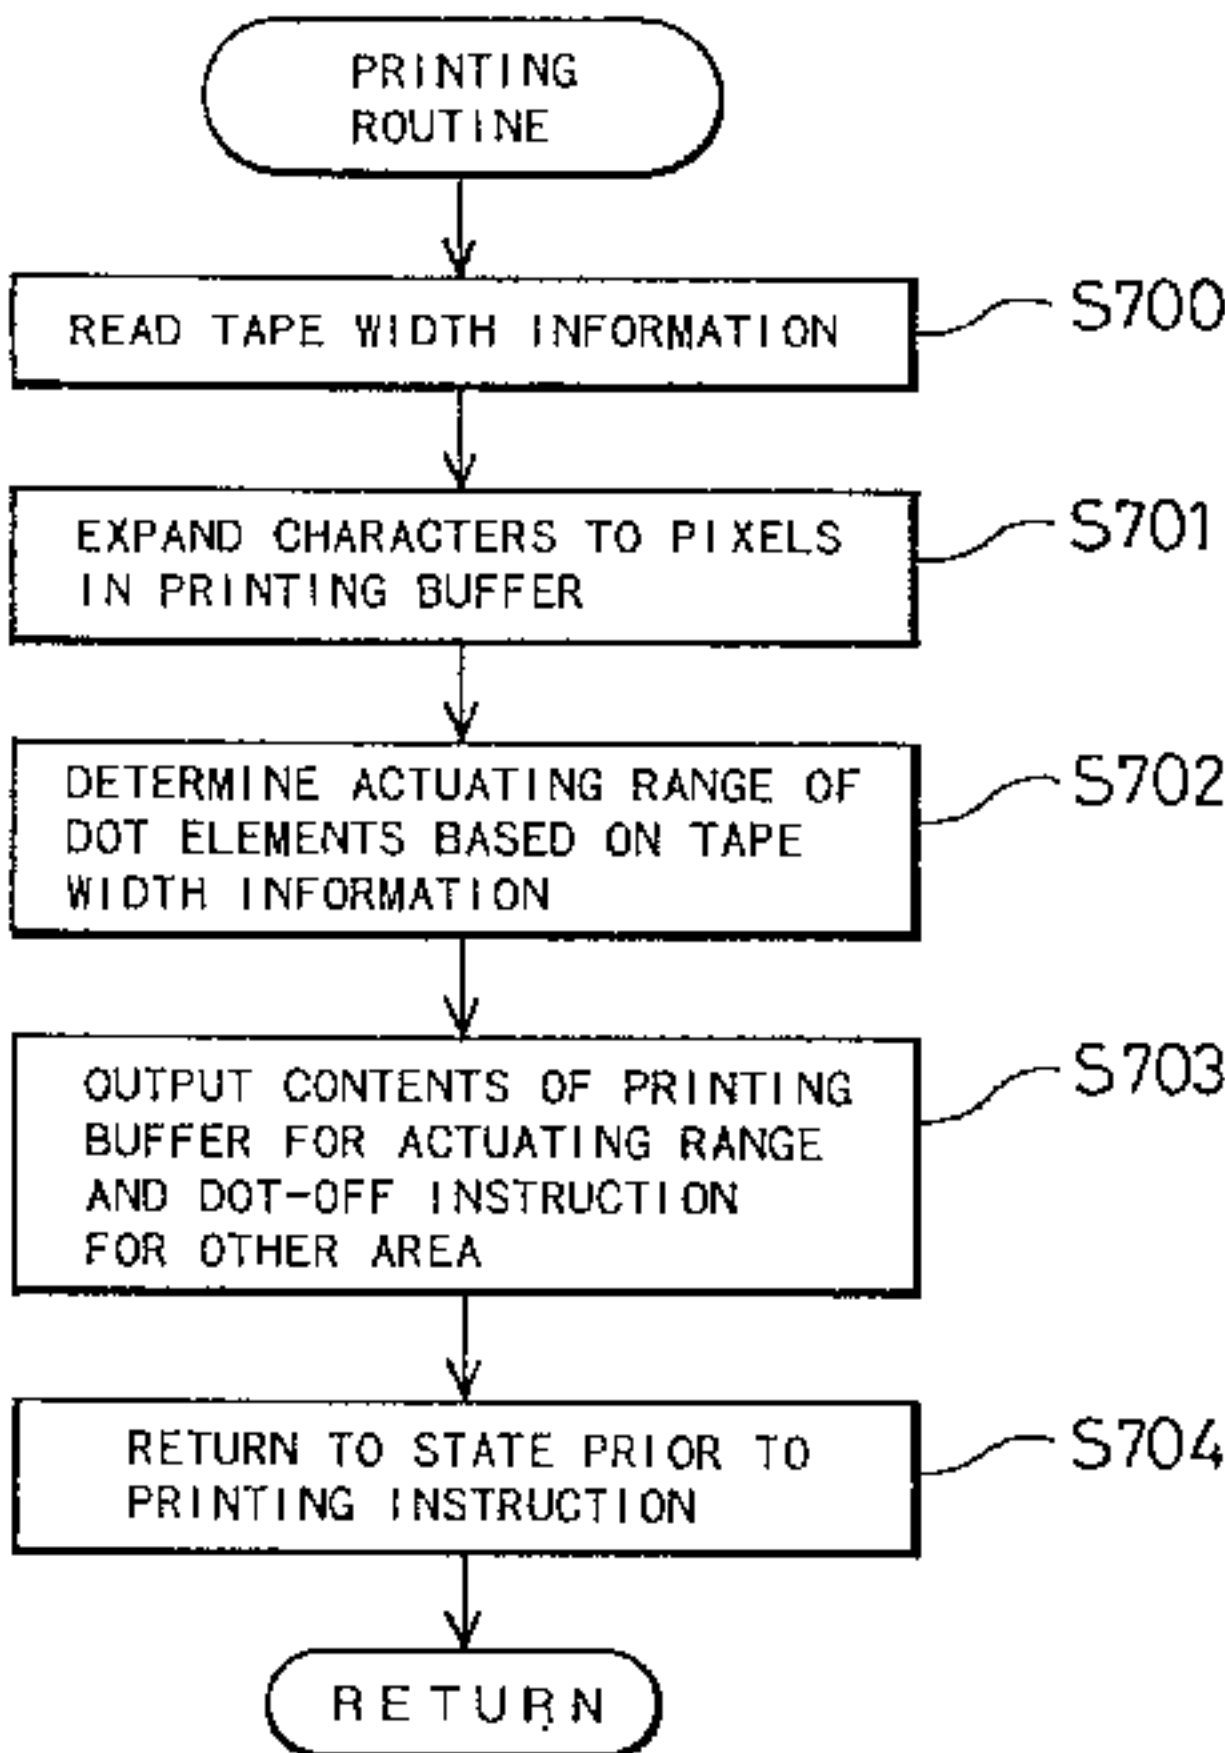 PRINTING
ROUTINE
READ TAPE WIDTH INFORMATION
S700
EXPAND CHARACTERS TO PIXELS
IN PRINTING BUFFER
S701
DETERMINE ACTUATING RANGE OF
DOT ELEMENTS BASED ON TAPE
WIDTH INFORMATION
S702
OUTPUT CONTENTS OF PRINTING
BUFFER FOR ACTUATING RANGE
AND DOT-OFF INSTRUCTION
FOR OTHER AREA
S703
RETURN TO STATE PRIOR TO
PRINTING INSTRUCTION
S704
RETURN